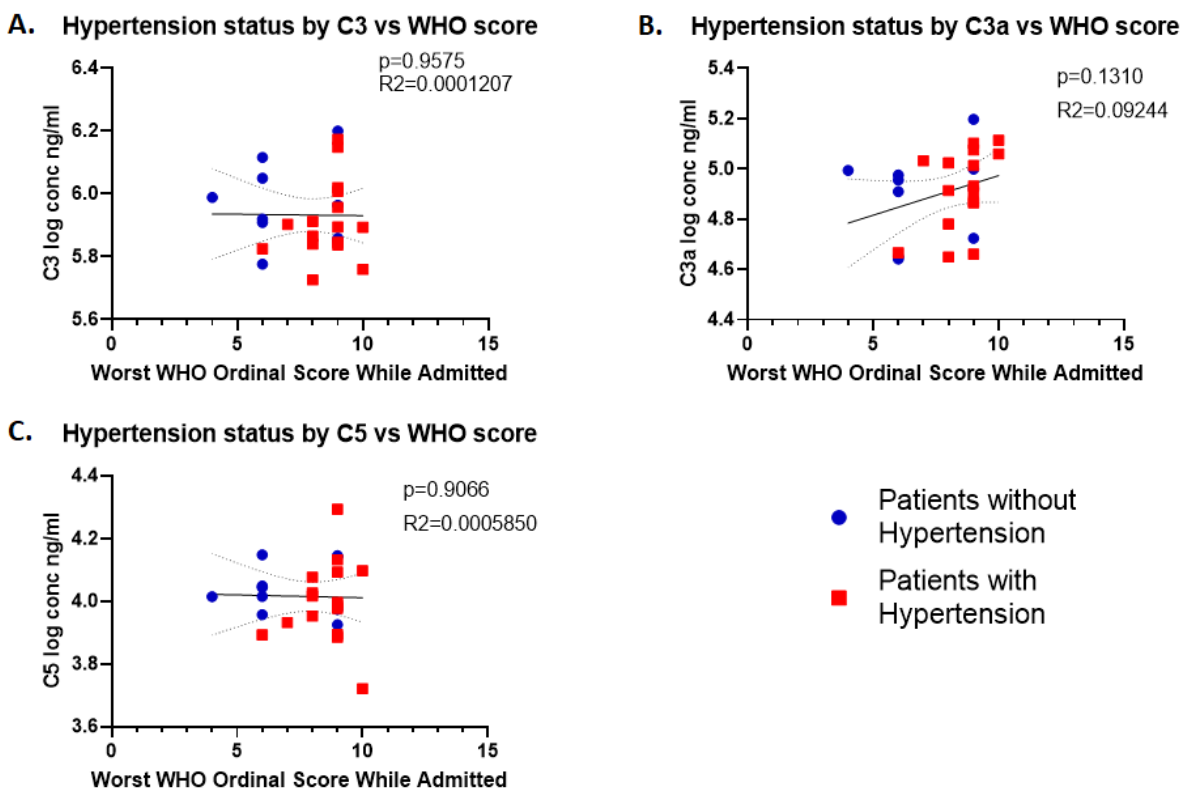 A. Hypertension status by C3 vs WHO score
p=0.9575
R2=0.0001207
6.4
6.2
6.0
5.8
5.6
C3 log conc ng/ml
0 5 10 15
Worst WHO Ordinal Score While Admitted
B. Hypertension status by C3a vs WHO score
p=0.1310
R2=0.09244
5.4
5.2
5.0
4.8
4.6
4.4
C3a log conc ng/ml
0 5 10 15
Worst WHO Ordinal Score While Admitted
C. Hypertension status by C5 vs WHO score
p=0.9066
R2=0.0005850
4.4
4.2
4.0
3.8
3.6
C5 log conc ng/ml
0 5 10 15
Worst WHO Ordinal Score While Admitted
Patients without
Hypertension
Patients with
Hypertension